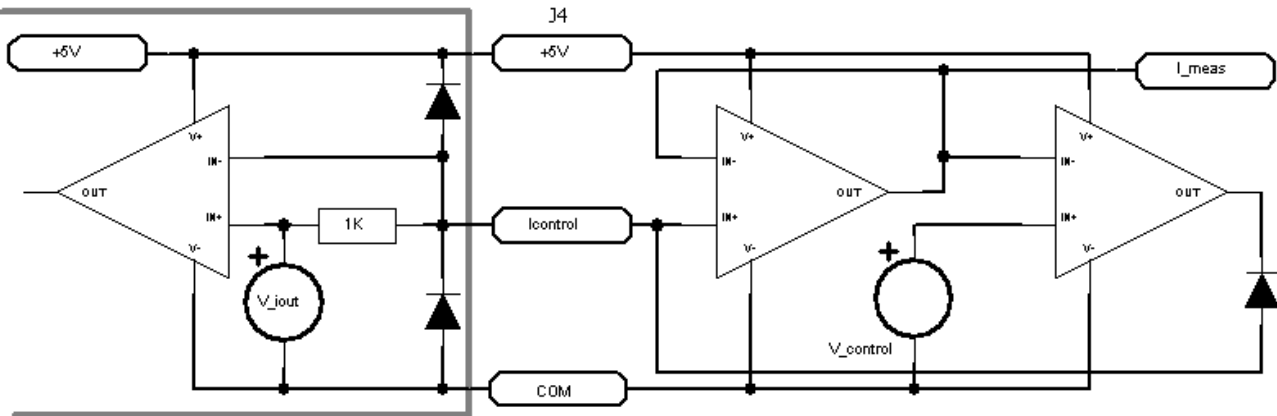 J4
+5V
+5V
I_meas
V+
V+
V+
IN-
IN-
IN-
OUT
OUT
OUT
IN+
1K
Icontrol
IN+
IN+
V-
V-
V-
+
+
V_iout
V_control
COM